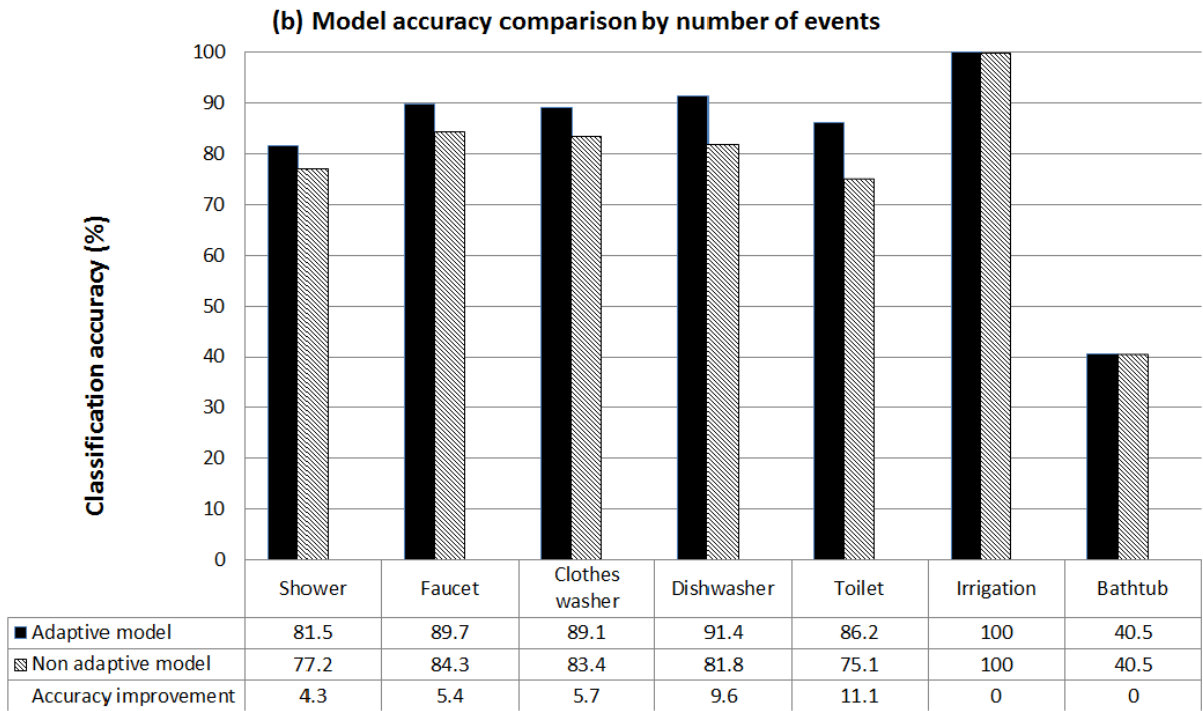 (b) Model accuracy comparison by number of events
Classification accuracy (%)
100
90
80
70
60
50
40
30
20
10
0
Shower Faucet Clothes washer Dishwasher Toilet Irrigation Bathtub
Adaptive model 81.5 89.7 89.1 91.4 86.2 100 40.5
Non adaptive model 77.2 84.3 83.4 81.8 75.1 100 40.5
Accuracy improvement 4.3 5.4 5.7 9.6 11.1 0 0